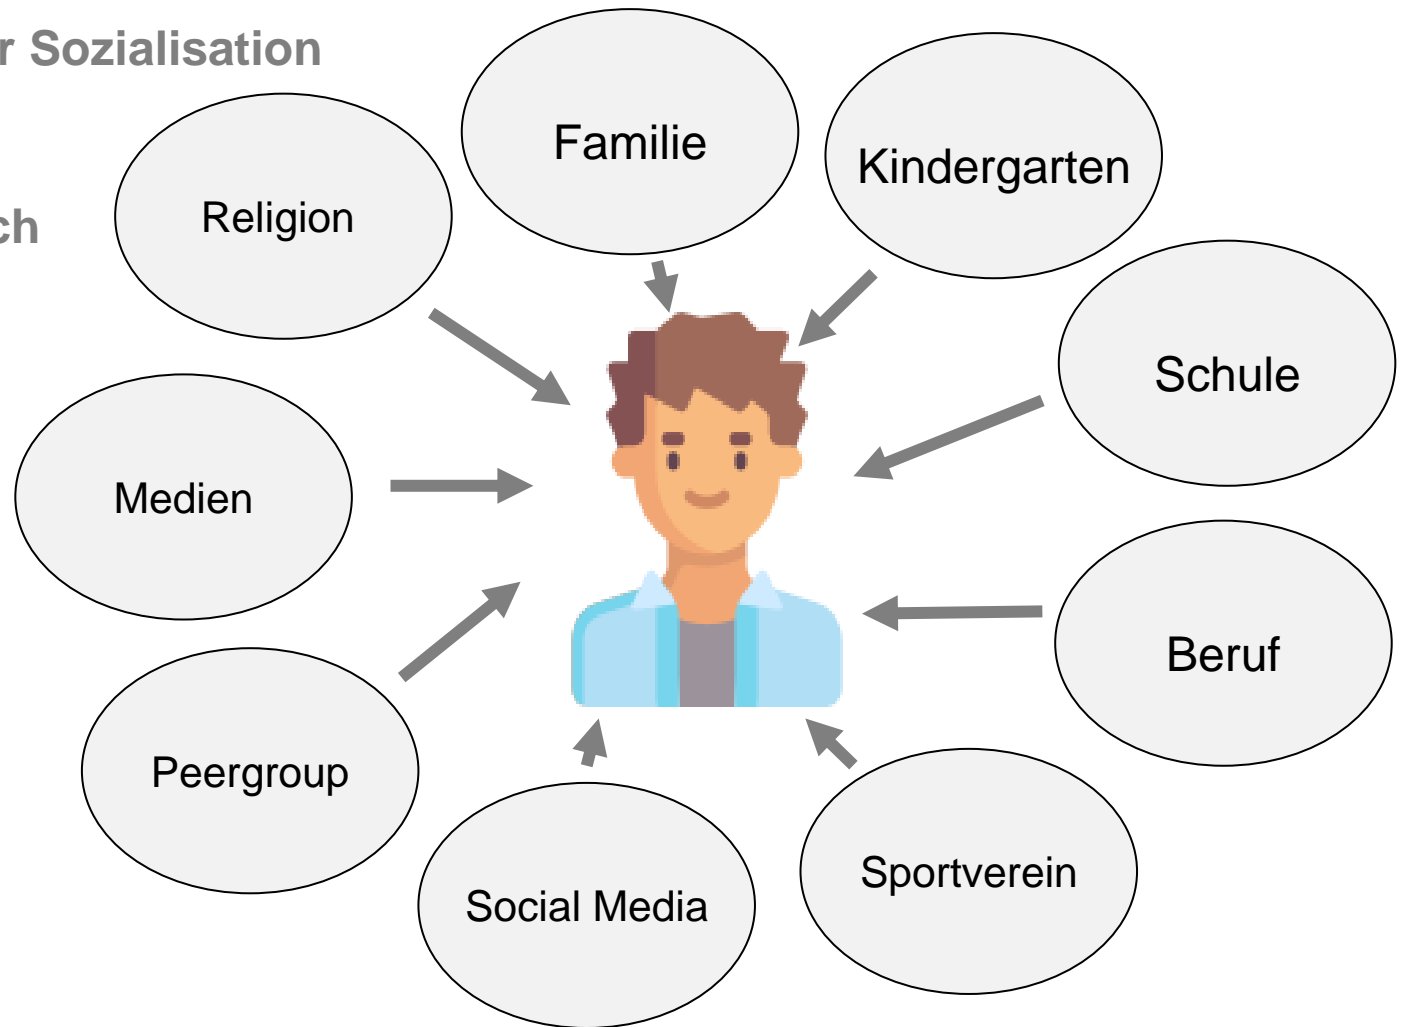 r Sozialisation
Familie
Kindergarten
Religion
ch
Schule
Medien
Beruf
Peergroup
Sportverein
Social Media